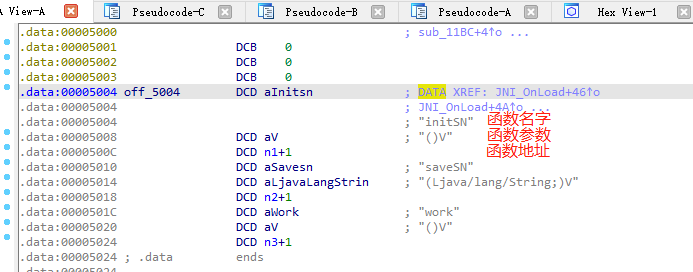 A View-A Pseudocode-C Pseudocode-B Pseudocode-A Hex View-1
.data:00005000 ; sub_11BC+4↑o ...
.data:00005001 DCB 0
.data:00005002 DCB 0
.data:00005003 DCB 0
.data:00005004 off_5004 DCD aInitsn ; DATA XREF: JNI_OnLoad+46↑o
.data:00005004 ; JNI_OnLoad+4A↑o ...
.data:00005004 ; "initSN" 函数名字
.data:00005008 DCD aV ; "()V" 函数参数
.data:0000500C DCD n1+1 函数地址
.data:00005010 DCD aSavesn ; "saveSN"
.data:00005014 DCD aLjavaLangStrin ; "(Ljava/lang/String;)V"
.data:00005018 DCD n2+1
.data:0000501C DCD aWork ; "work"
.data:00005020 DCD aV ; "()V"
.data:00005024 DCD n3+1
.data:00005024 ; .data ends
.data:00005024